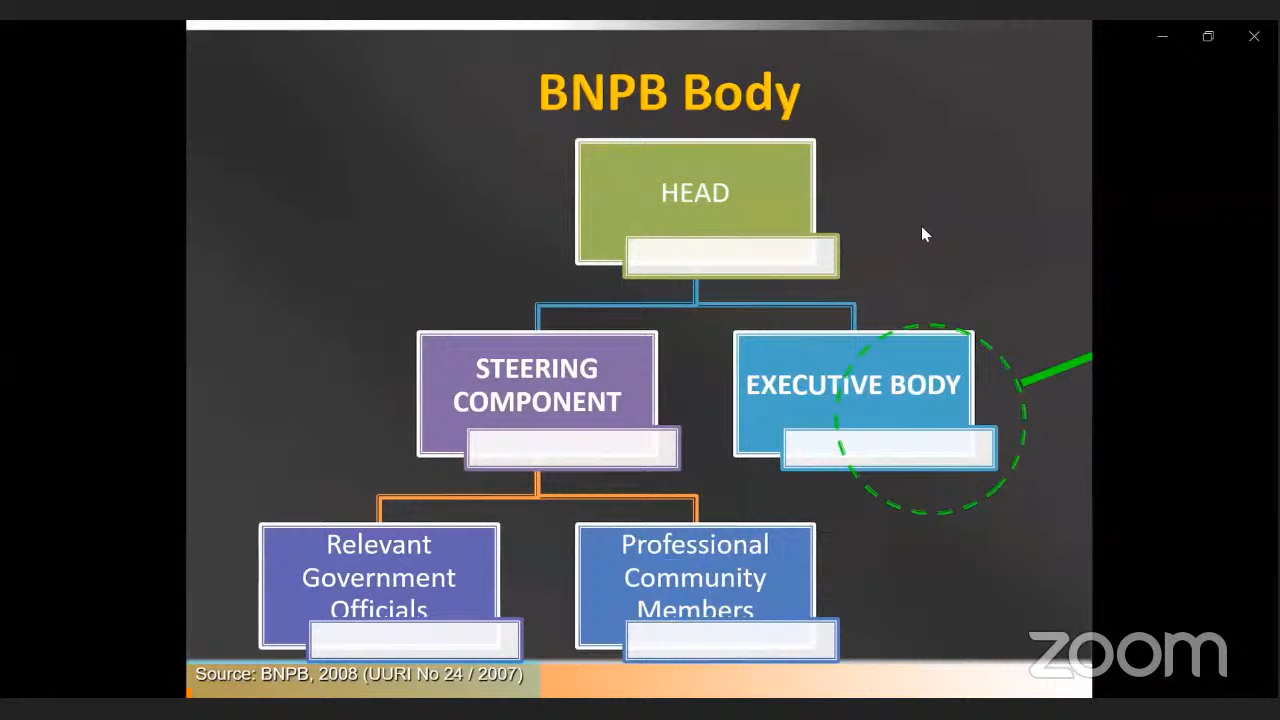 BNPB Body
HEAD
STEERING
COMPONENT
EXECUTIVE BODY
Relevant
Government
Officials
Professional
Community
Members
Source: BNPB, 2008 (UURI No 24 / 2007)
zoom